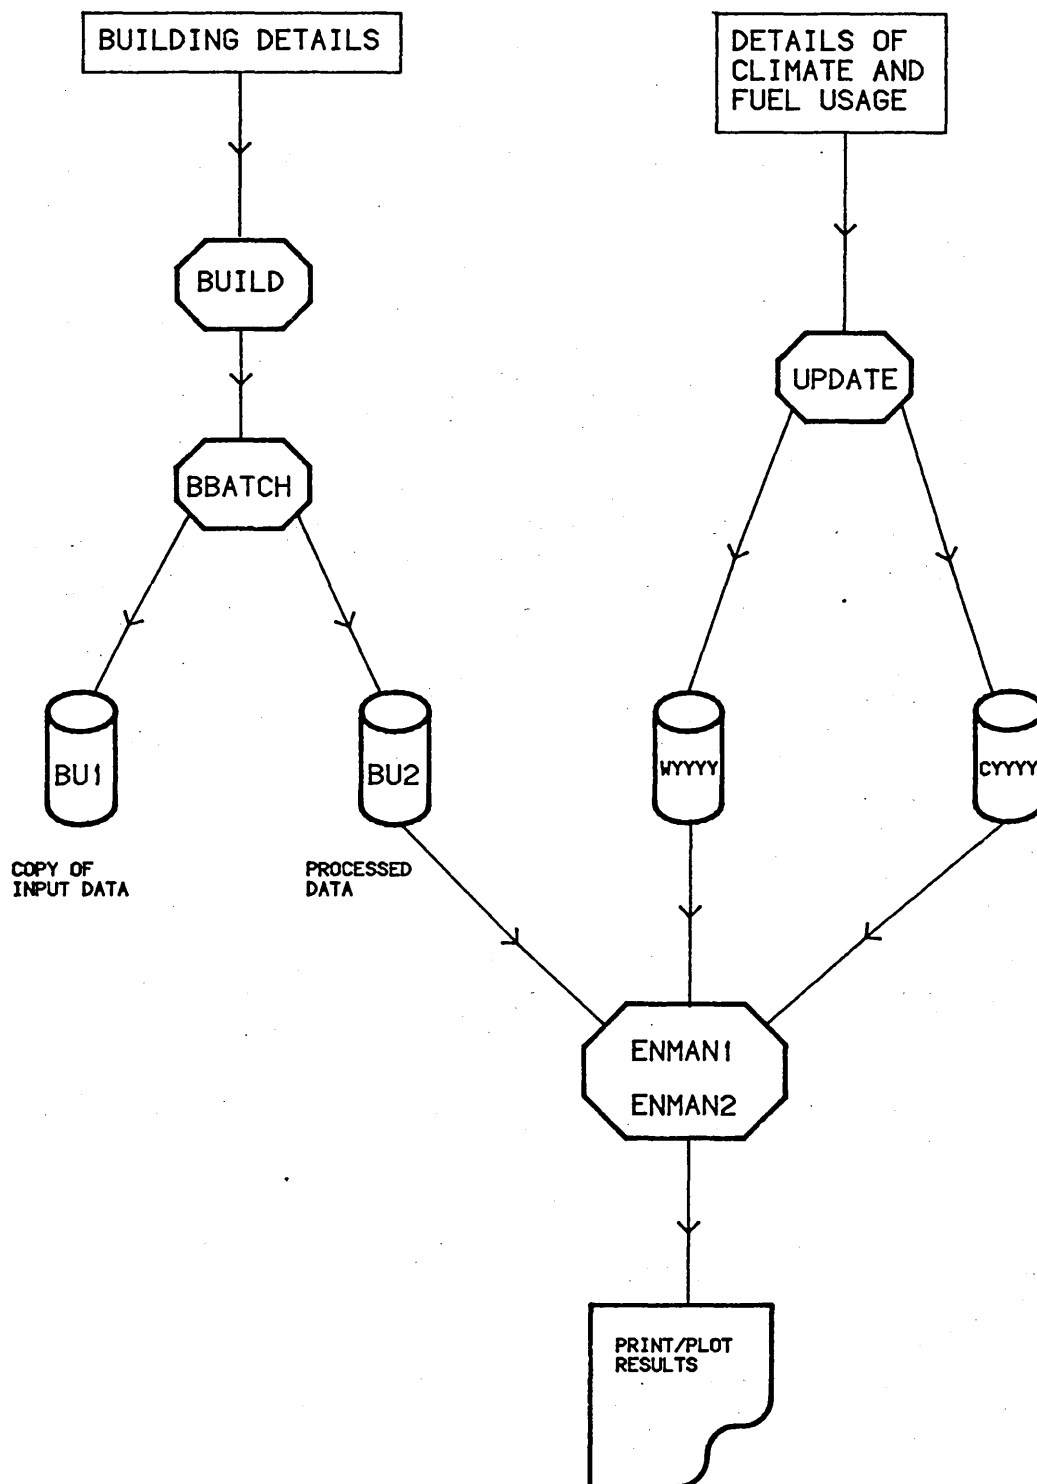 BUILDING DETAILS
DETAILS OF
CLIMATE AND
FUEL USAGE
BUILD
UPDATE
BBATCH
BU1
BU2
WYYYY
CYYYY
COPY OF
INPUT DATA
PROCESSED
DATA
ENMAN1
ENMAN2
PRINT/PLOT
RESULTS